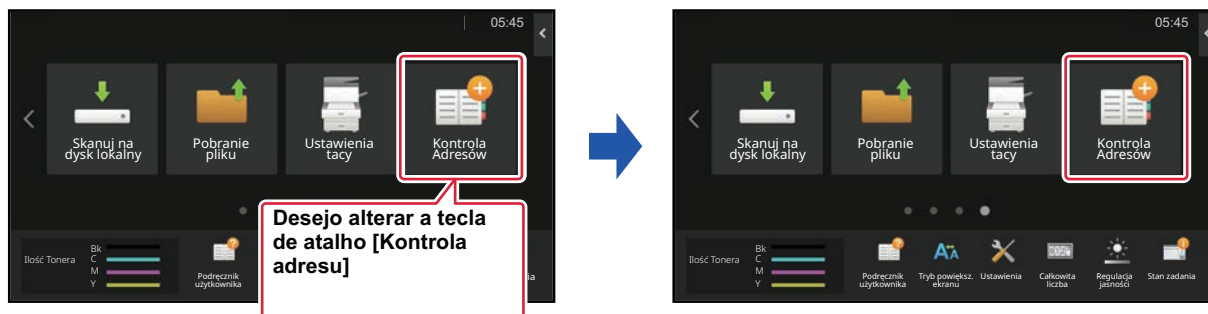 05:45
Skanuj na
dysk lokalny
Pobranie
pliku
Ustawienia
tacy
Kontrola
Adresów
Desejo alterar a tecla
de atalho [Kontrola
adresu]
Ilość Tonera
Bk
C
M
Y
Podręcznik
użytkownika
05:45
Skanuj na
dysk lokalny
Pobranie
pliku
Ustawienia
tacy
Kontrola
Adresów
Ilość Tonera
Bk
C
M
Y
Podręcznik
użytkownika
Tryb powiększ.
ekranu
Ustawienia
Całkowita
liczba
Regulacja
jasności
Stan zadania